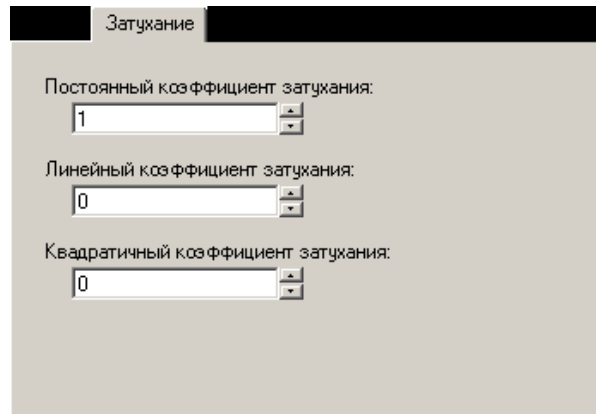 Затухание
Постоянный коэффициент затухания:
1
Линейный коэффициент затухания:
0
Квадратичный коэффициент затухания:
0